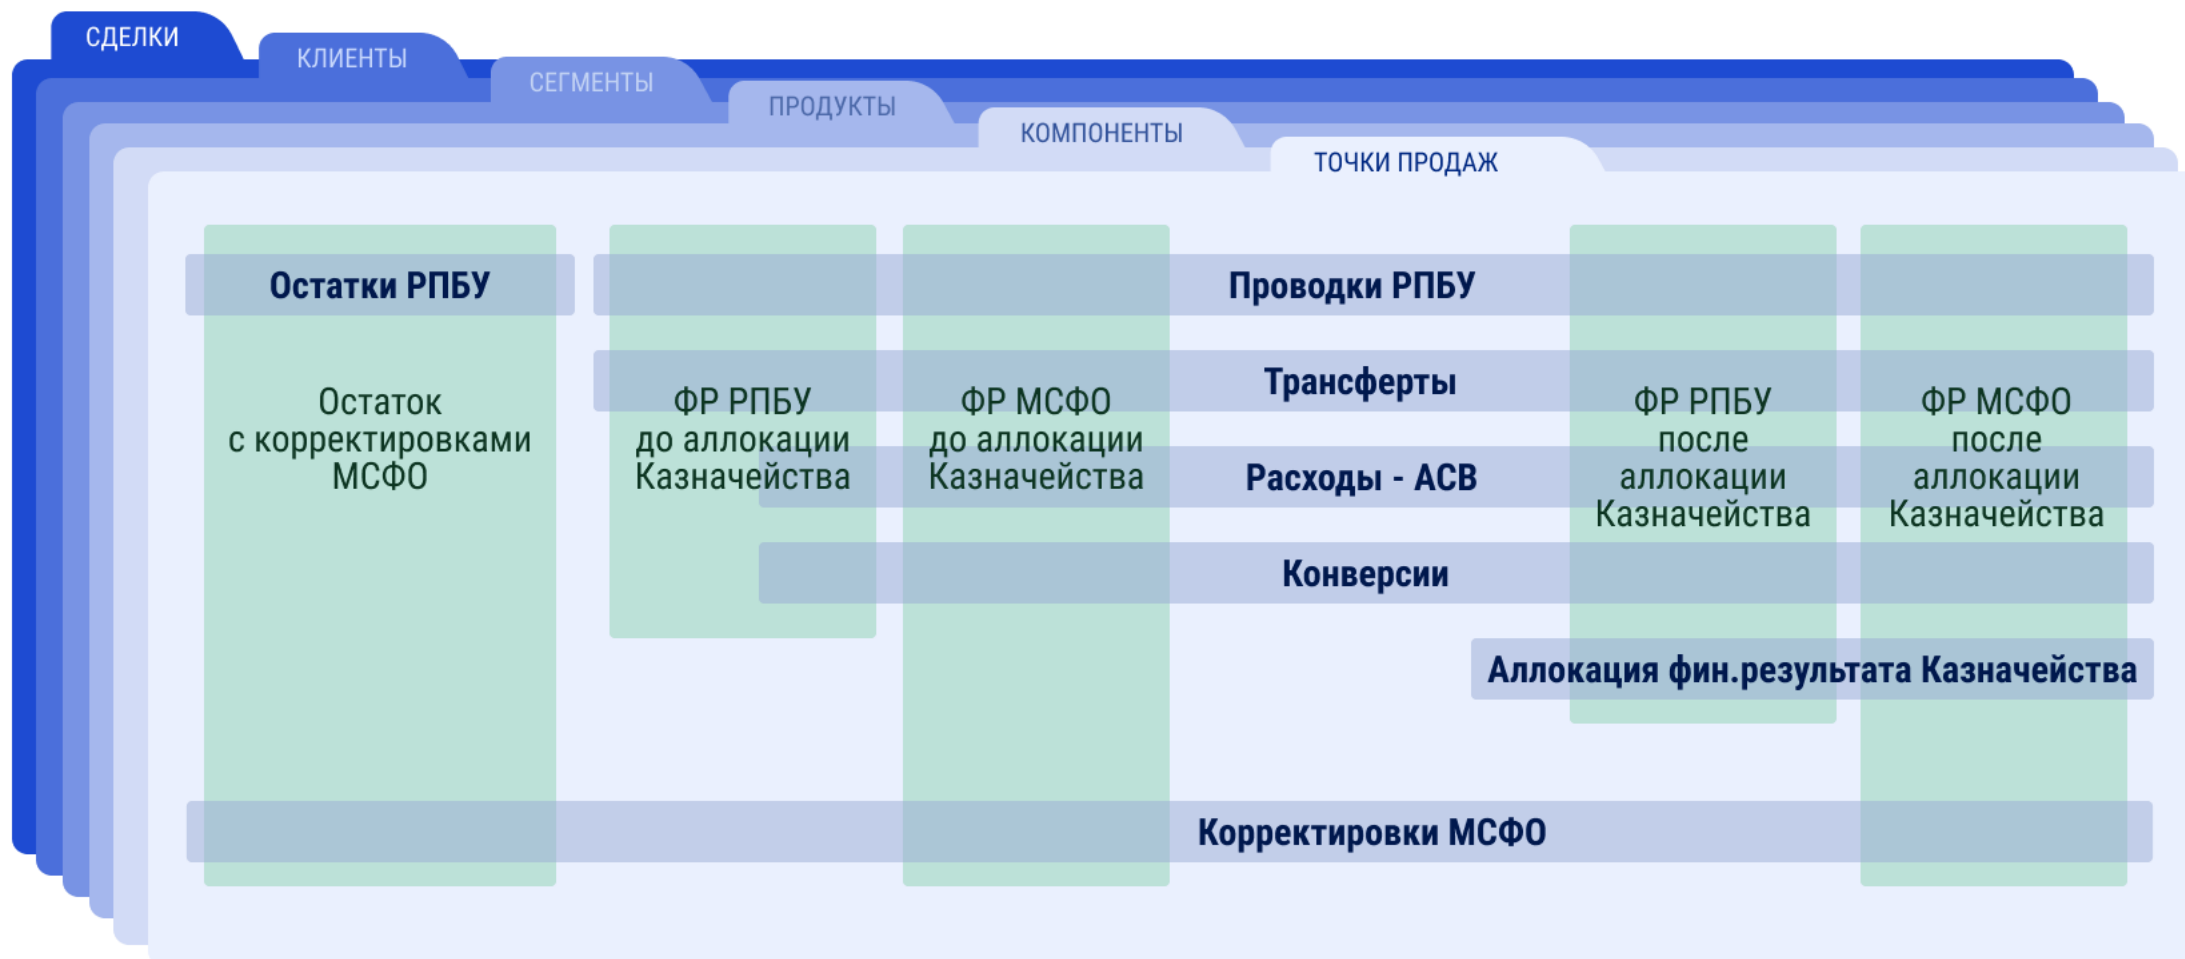 СДЕЛКИ
КЛИЕНТЫ
СЕГМЕНТЫ
ПРОДУКТЫ
КОМПОНЕНТЫ
ТОЧКИ ПРОДАЖ
Остатки РПБУ
Проводки РПБУ
Трансферты
Расходы - АСВ
Конверсии
Аллокация фин.результата Казначейства
Корректировки МСФО
Остаток
с корректировками
МСФО
ФР РПБУ
до аллокации
Казначейства
ФР МСФО
до аллокации
Казначейства
ФР РПБУ
после
аллокации
Казначейства
ФР МСФО
после
аллокации
Казначейства